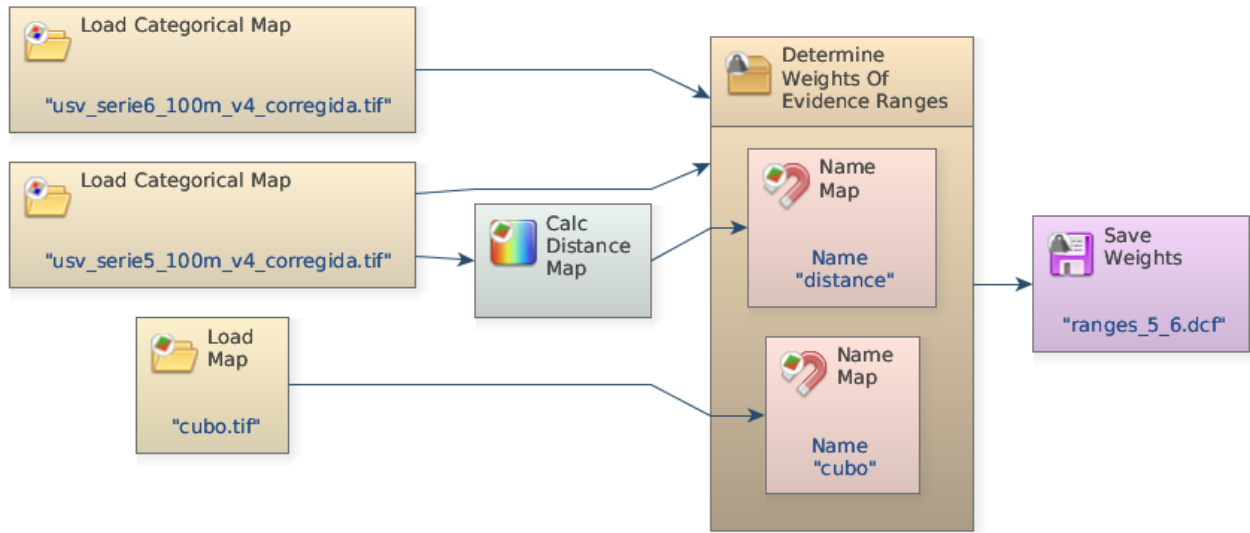 Load Categorical Map
"usv_serie6_100m_v4_corregida.tif"
Load Categorical Map
"usv_serie5_100m_v4_corregida.tif"
Calc
Distance
Map
Load
Map
"cubo.tif"
Determine
Weights Of
Evidence Ranges
Name
Map
Name
"distance"
Name
Map
Name
"cubo"
Save
Weights
"ranges_5_6.dcf"